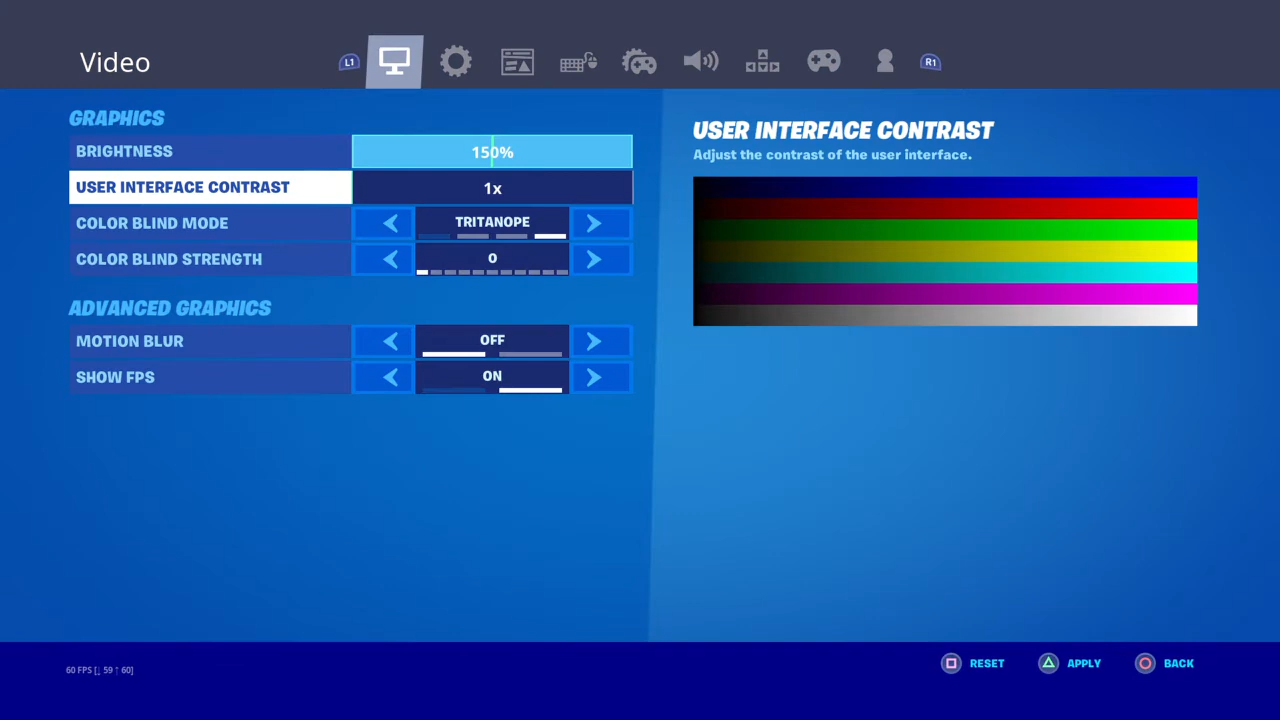 Video
L1
R1
GRAPHICS
BRIGHTNESS
150%
USER INTERFACE CONTRAST
1x
COLOR BLIND MODE
TRITANOPE
COLOR BLIND STRENGTH
0
ADVANCED GRAPHICS
MOTION BLUR
OFF
SHOW FPS
ON
USER INTERFACE CONTRAST
Adjust the contrast of the user interface.
60 FPS [↓ 59 ↑ 60]
RESET
APPLY
BACK